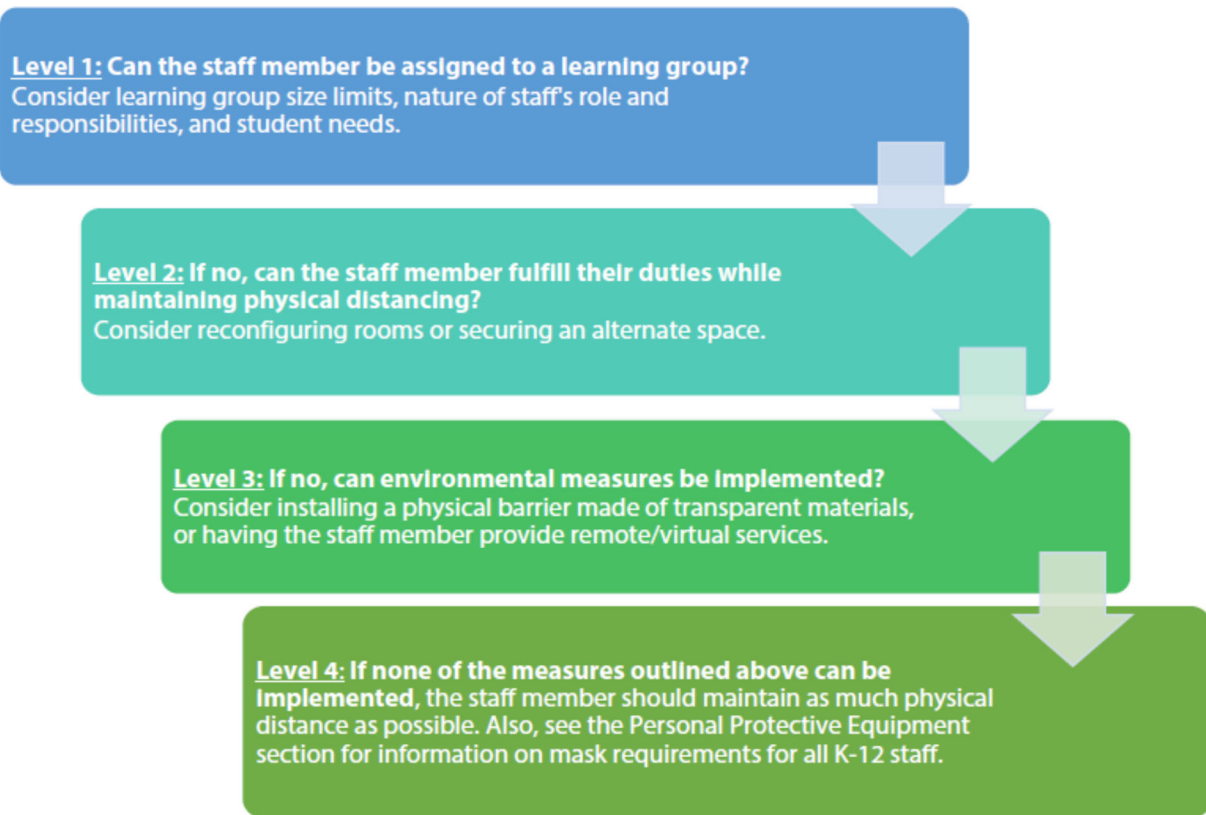 Level 1: Can the staff member be assigned to a learning group?
Consider learning group size limits, nature of staff's role and
responsibilities, and student needs.
Level 2: If no, can the staff member fulfill their duties while
maintaining physical distancing?
Consider reconfiguring rooms or securing an alternate space.
Level 3: If no, can environmental measures be implemented?
Consider installing a physical barrier made of transparent materials,
or having the staff member provide remote/virtual services.
Level 4: If none of the measures outlined above can be
implemented, the staff member should maintain as much physical
distance as possible. Also, see the Personal Protective Equipment
section for information on mask requirements for all K-12 staff.